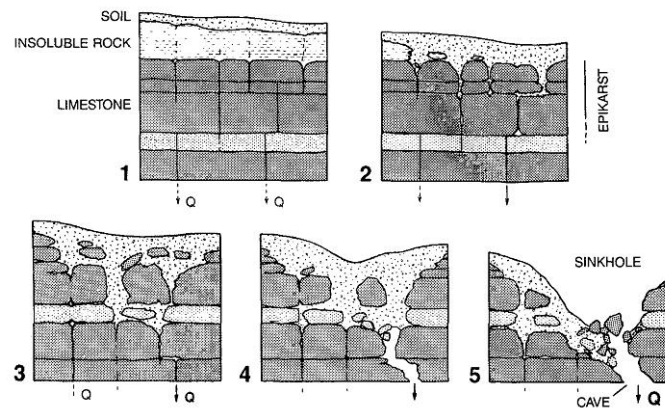 SOIL
INSOLUBLE ROCK
LIMESTONE
1
Q
Q
2
EPIKARST
3
Q
Q
4
SINKHOLE
5
CAVE
Q